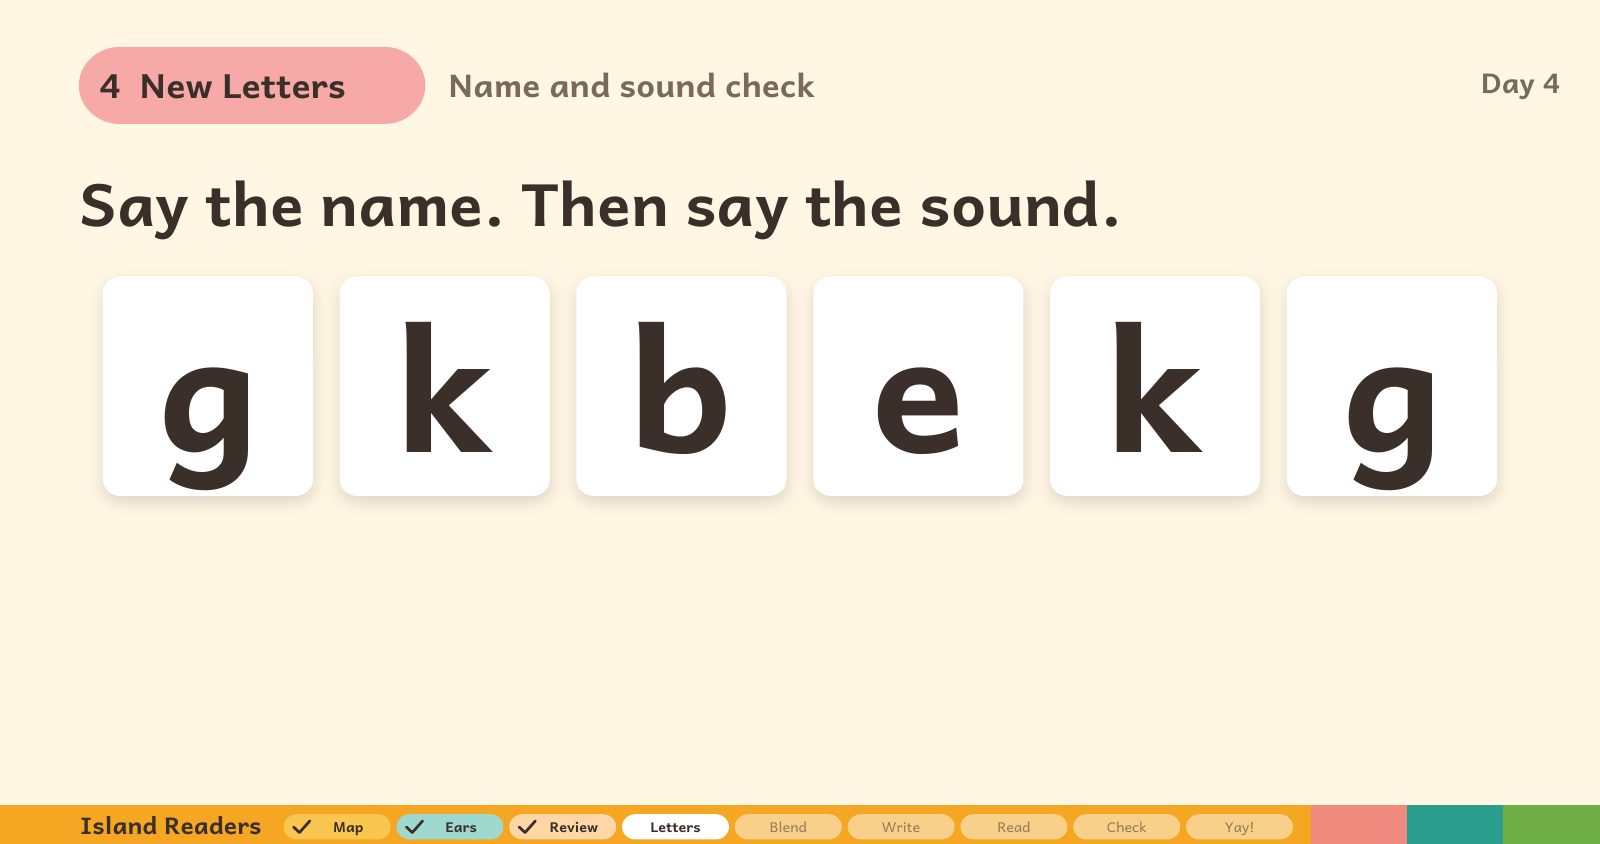 4 New Letters
Name and sound check
Day 4
Say the name. Then say the sound.
g k b e k g
Island Readers
Map
Ears
Review
Letters
Blend
Write
Read
Check
Yay!